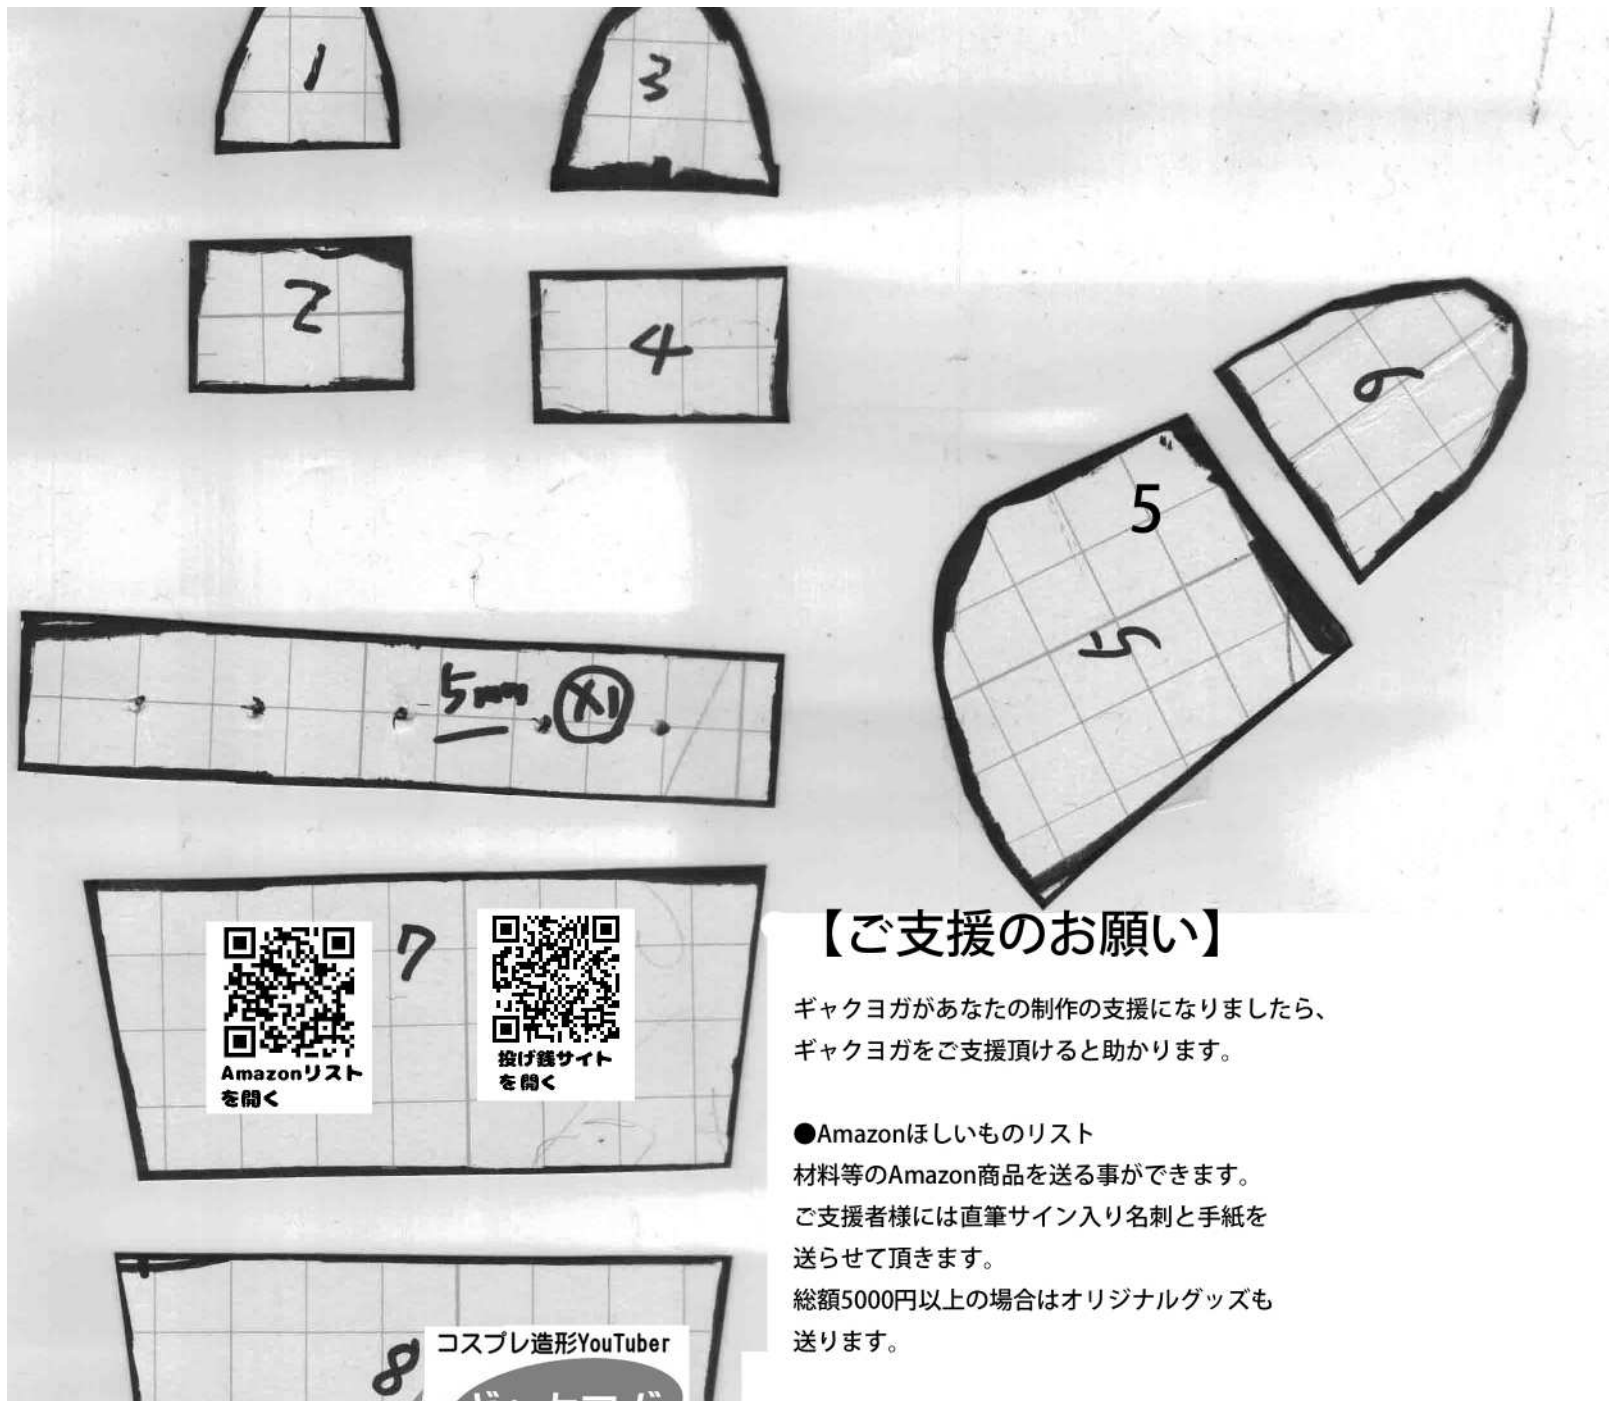 1
3
2
4
6
5
5
5mm
X1
7
Amazonリスト
を開く
投げ銭サイト
を開く
【ご支援のお願い】
ギャクヨガがあなたの制作の支援になりましたら、
ギャクヨガをご支援頂けると助かります。
●Amazonほしいものリスト
材料等のAmazon商品を送る事ができます。
ご支援者様には直筆サイン入り名刺と手紙を
送らせて頂きます。
総額5000円以上の場合はオリジナルグッズも
送ります。
8
コスプレ造形YouTuber